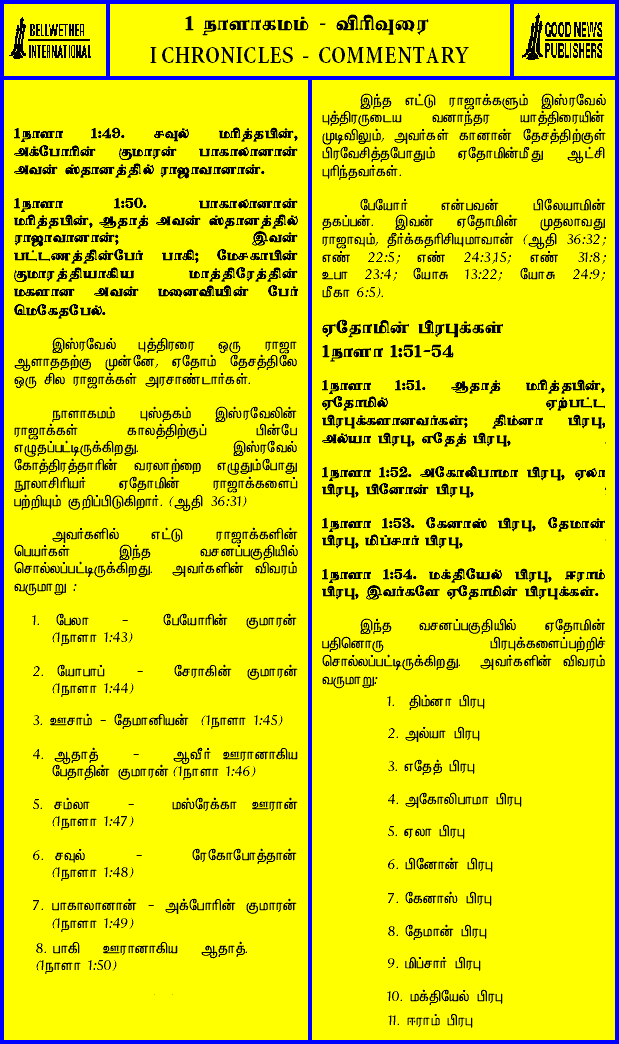 BELLWETHER
INTERNATIONAL
1 நாளாகமம் - விரிவுரை
I CHRONICLES - COMMENTARY
GOOD NEWS
PUBLISHERS
1நாளா 1:49. சவுல் மரித்தபின்,
அக்போரின் குமாரன் பாகாலானான்
அவன் ஸ்தானத்தில் ராஜாவானான்.
1நாளா 1:50. பாகாலானான்
மரித்தபின், ஆதாத் அவன் ஸ்தானத்தில்
ராஜாவானான்; இவன்
பட்டணத்தின்பேர் பாகி; மேசகாபின்
குமாரத்தியாகிய மாத்திரேத்தின்
மகளான அவன் மனைவியின் பேர்
மெகேதபேல்.
இஸ்ரவேல் புத்திரரை ஒரு ராஜா
ஆளாததற்கு முன்னே, ஏதோம் தேசத்திலே
ஒரு சில ராஜாக்கள் அரசாண்டார்கள்.
நாளாகமம் புஸ்தகம் இஸ்ரவேலின்
ராஜாக்கள் காலத்திற்குப் பின்பே
எழுதப்பட்டிருக்கிறது. இஸ்ரவேல்
கோத்திரத்தாரின் வரலாற்றை எழுதும்போது
நூலாசிரியர் ஏதோமின் ராஜாக்களைப்
பற்றியும் குறிப்பிடுகிறார். (ஆதி 36:31)
அவர்களில் எட்டு ராஜாக்களின்
பெயர்கள் இந்த வசனப்பகுதியில்
சொல்லப்பட்டிருக்கிறது. அவர்களின் விவரம்
வருமாறு :
1. பேலா - பேயோரின் குமாரன்
(1நாளா 1:43)
2. யோபாப் - சேராகின் குமாரன்
(1நாளா 1:44)
3. ஊசாம் - தேமானியன் (1நாளா 1:45)
4. ஆதாத் - ஆவீர் ஊரானாகிய
பேதாதின் குமாரன் (1நாளா 1:46)
5. சம்லா - மஸ்ரேக்கா ஊரான்
(1நாளா 1:47)
6. சவுல் - ரேகோபோத்தான்
(1நாளா 1:48)
7. பாகாலானான் - அக்போரின் குமாரன்
(1நாளா 1:49)
8. பாகி ஊரானாகிய ஆதாத்.
(1நாளா 1:50)
இந்த எட்டு ராஜாக்களும் இஸ்ரவேல்
புத்திரருடைய வனாந்தர யாத்திரையின்
முடிவிலும், அவர்கள் கானான் தேசத்திற்குள்
பிரவேசித்தபோதும் ஏதோமின்மீது ஆட்சி
புரிந்தவர்கள்.
பேயோர் என்பவன் பிலேயாமின்
தகப்பன். இவன் ஏதோமின் முதலாவது
ராஜாவும், தீர்க்கதரிசியுமாவான் (ஆதி 36:32;
எண் 22:5; எண் 24:3,15; எண் 31:8;
உபா 23:4; யோசு 13:22; யோசு 24:9;
மீகா 6:5).
ஏதோமின் பிரபுக்கள்
1நாளா 1:51-54
1நாளா 1:51. ஆதாத் மரித்தபின்,
ஏதோமில் ஏற்பட்ட
பிரபுக்களானவர்கள்; திம்னா பிரபு,
அல்யா பிரபு, எதேத் பிரபு,
1நாளா 1:52. அகோலிபாமா பிரபு, ஏலா
பிரபு, பினோன் பிரபு,
1நாளா 1:53. கேனாஸ் பிரபு, தேமான்
பிரபு, மிப்சார் பிரபு,
1நாளா 1:54. மக்தியேல் பிரபு, ஈராம்
பிரபு, இவர்களே ஏதோமின் பிரபுக்கள்.
இந்த வசனப்பகுதியில் ஏதோமின்
பதினொரு பிரபுக்களைப்பற்றிச்
சொல்லப்பட்டிருக்கிறது. அவர்களின் விவரம்
வருமாறு:
1. திம்னா பிரபு
2. அல்யா பிரபு
3. எதேத் பிரபு
4. அகோலிபாமா பிரபு
5. ஏலா பிரபு
6. பினோன் பிரபு
7. கேனாஸ் பிரபு
8. தேமான் பிரபு
9. மிப்சார் பிரபு
10. மக்தியேல் பிரபு
11. ஈராம் பிரபு